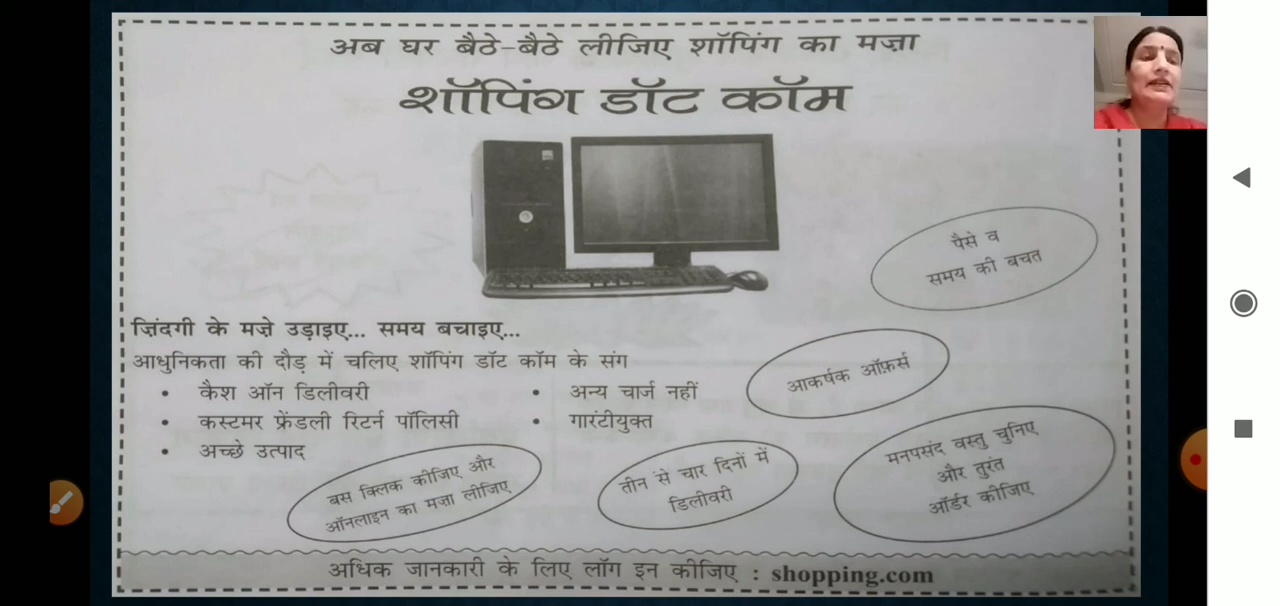 अब घर बैठे-बैठे लीजिए शॉपिंग का मज़ा
शॉपिंग डॉट कॉम
पैसे व
समय की बचत
ज़िंदगी के मज़े उड़ाइए... समय बचाइए...
आधुनिकता की दौड़ में चलिए शॉपिंग डॉट कॉम के संग
आकर्षक ऑफ़र्स
• कैश ऑन डिलीवरी
• अन्य चार्ज नहीं
• कस्टमर फ्रेंडली रिटर्न पॉलिसी
• गारंटीयुक्त
• अच्छे उत्पाद
बस क्लिक कीजिए और
ऑनलाइन का मज़ा लीजिए
तीन से चार दिनों में
डिलीवरी
मनपसंद वस्तु चुनिए
और तुरंत
ऑर्डर कीजिए
अधिक जानकारी के लिए लॉग इन कीजिए : shopping.com